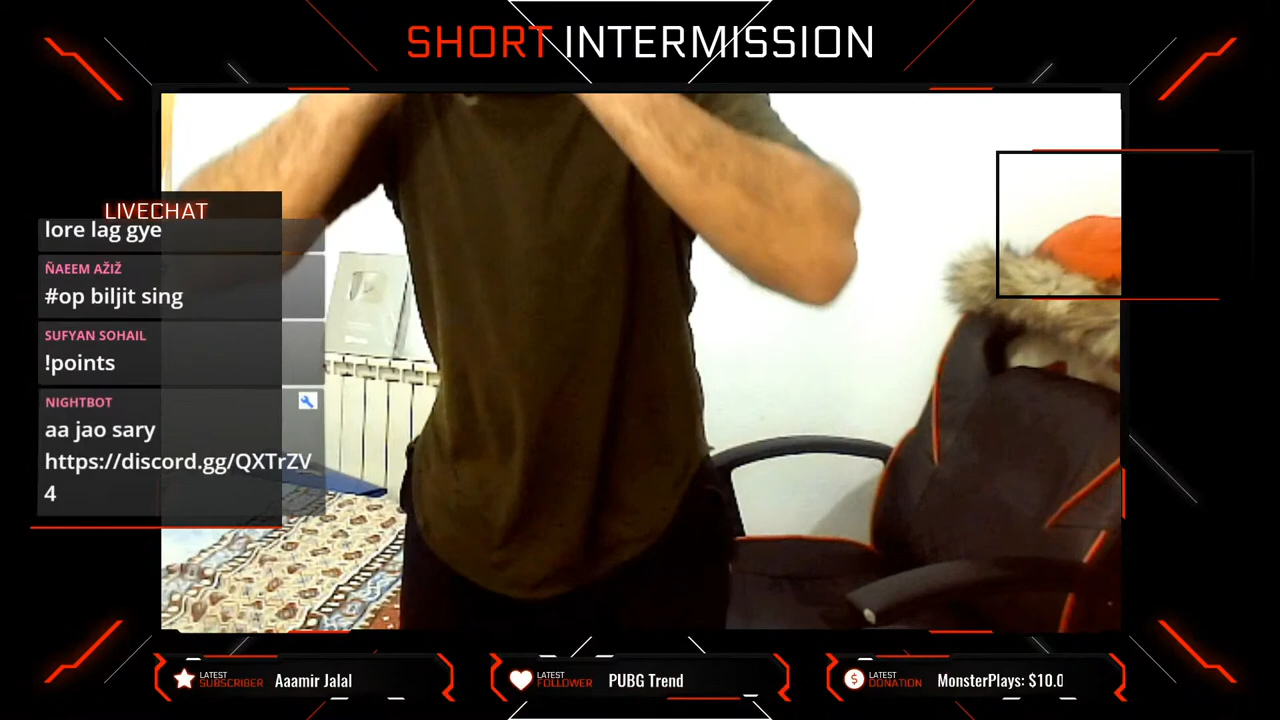 SHORT INTERMISSION
LIVECHAT
lore lag gye
ÑAEEM AŽIŽ
#op biljit sing
SUFYAN SOHAIL
!points
NIGHTBOT
aa jao sary
https://discord.gg/QXTrZV
4
LATEST SUBSCRIBER Aaamir Jalal
LATEST FOLLOWER PUBG Trend
LATEST DONATION MonsterPlays: $10.0